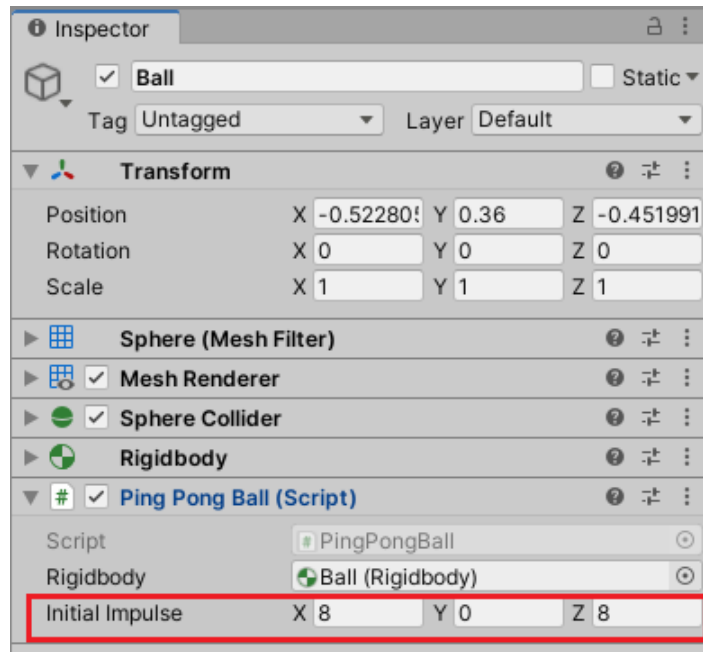 Inspector
Ball Static
Tag Untagged Layer Default
Transform
Position X -0.522805 Y 0.36 Z -0.451991
Rotation X 0 Y 0 Z 0
Scale X 1 Y 1 Z 1
Sphere (Mesh Filter)
Mesh Renderer
Sphere Collider
Rigidbody
# Ping Pong Ball (Script)
Script # PingPongBall
Rigidbody Ball (Rigidbody)
Initial Impulse X 8 Y 0 Z 8